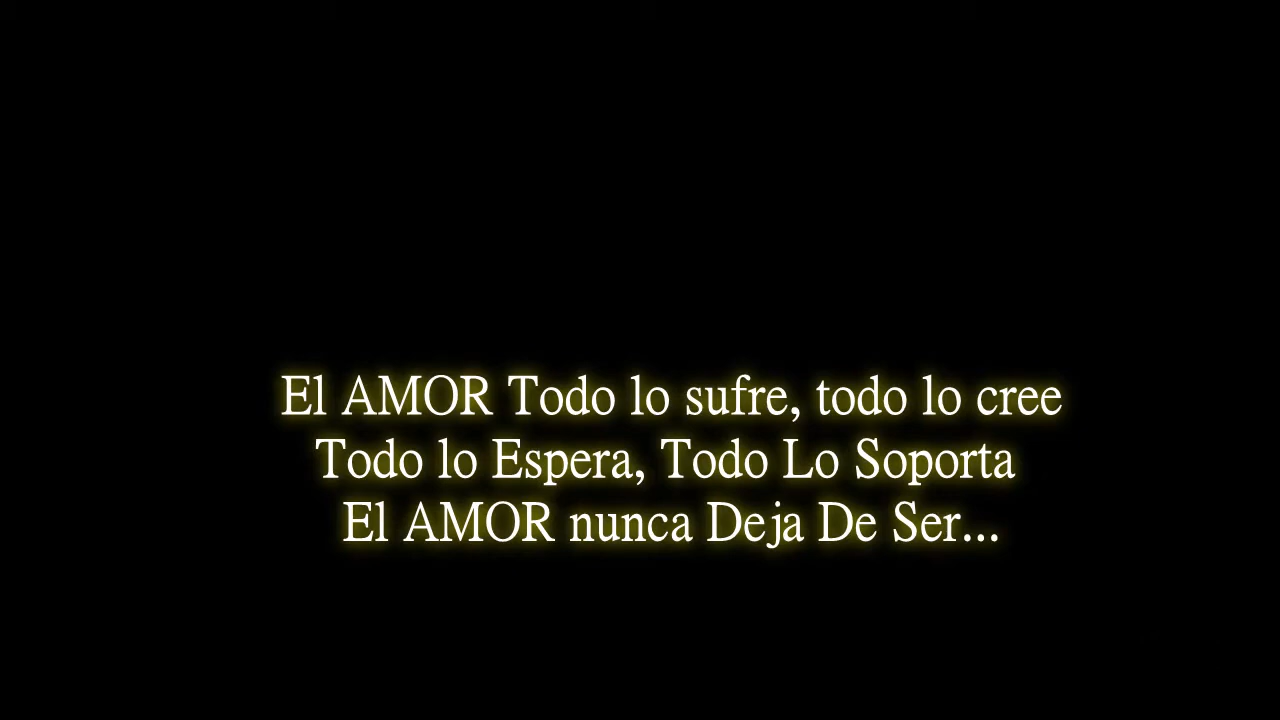 El AMOR Todo lo sufre, todo lo cree
Todo lo Espera, Todo Lo Soporta
El AMOR nunca Deja De Ser...